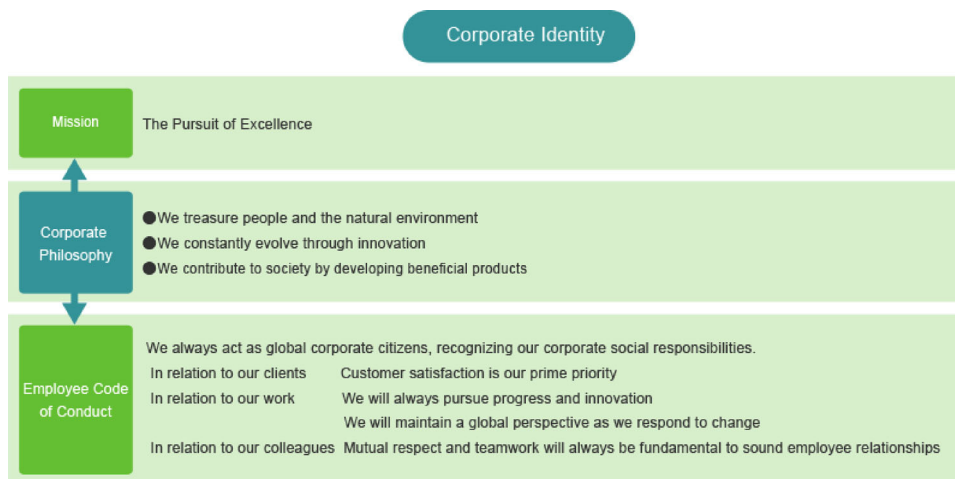 Corporate Identity
Mission
The Pursuit of Excellence
Corporate
Philosophy
●We treasure people and the natural environment
●We constantly evolve through innovation
●We contribute to society by developing beneficial products
Employee Code
of Conduct
We always act as global corporate citizens, recognizing our corporate social responsibilities.
In relation to our clients Customer satisfaction is our prime priority
In relation to our work We will always pursue progress and innovation
We will maintain a global perspective as we respond to change
In relation to our colleagues Mutual respect and teamwork will always be fundamental to sound employee relationships